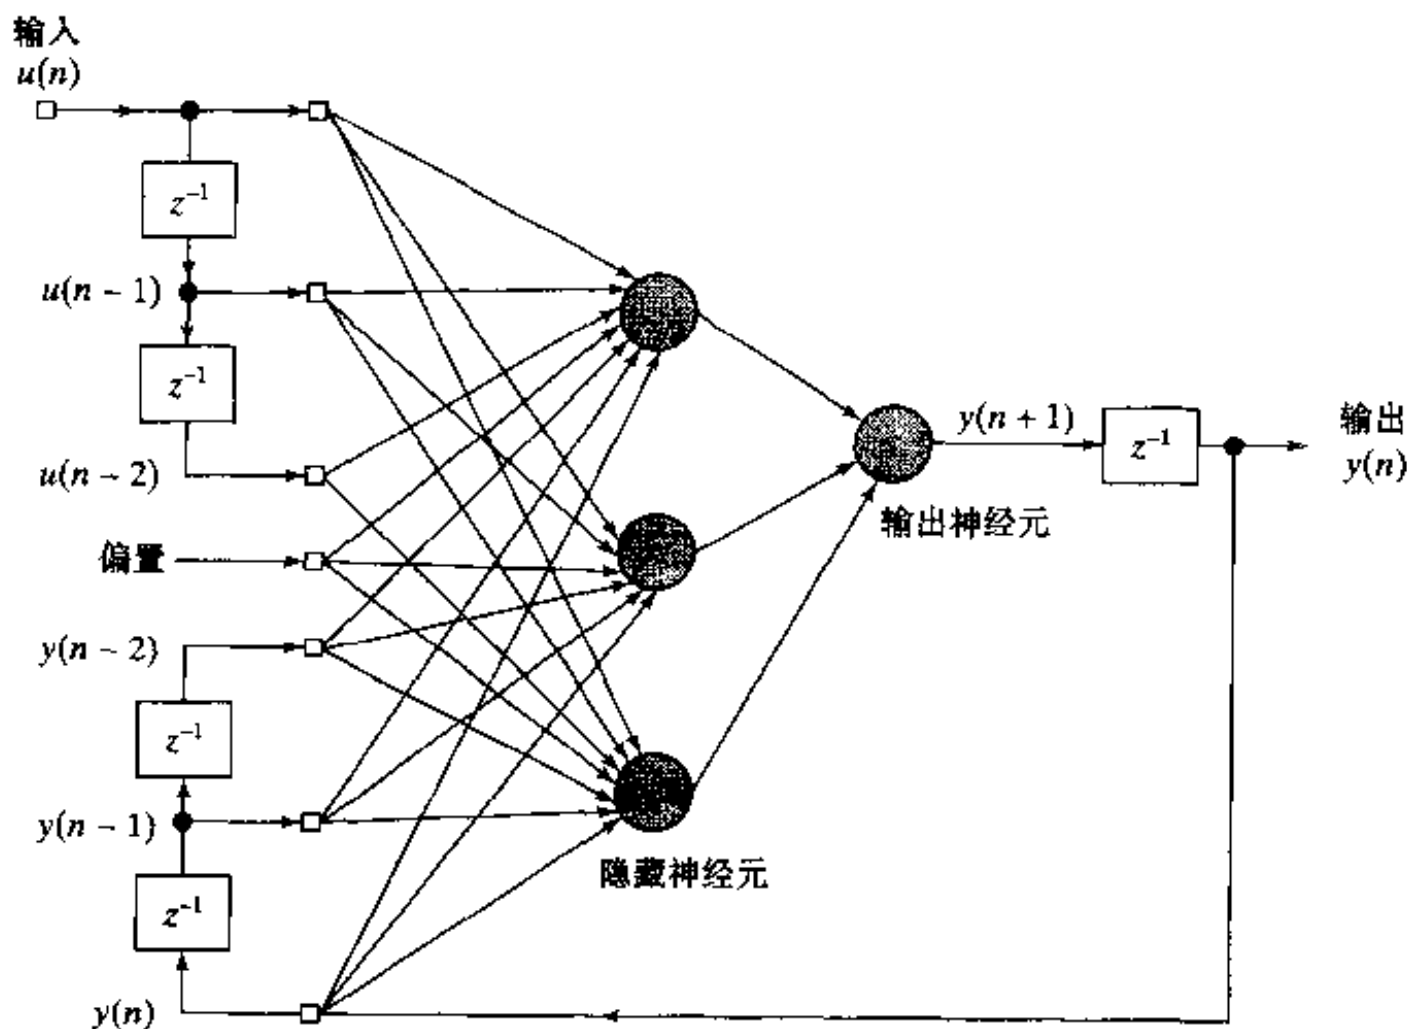 输入
u(n)
z⁻¹
u(n - 1)
z⁻¹
u(n - 2)
偏置
y(n - 2)
z⁻¹
y(n - 1)
z⁻¹
y(n)
隐藏神经元
输出神经元
y(n + 1)
z⁻¹
输出
y(n)